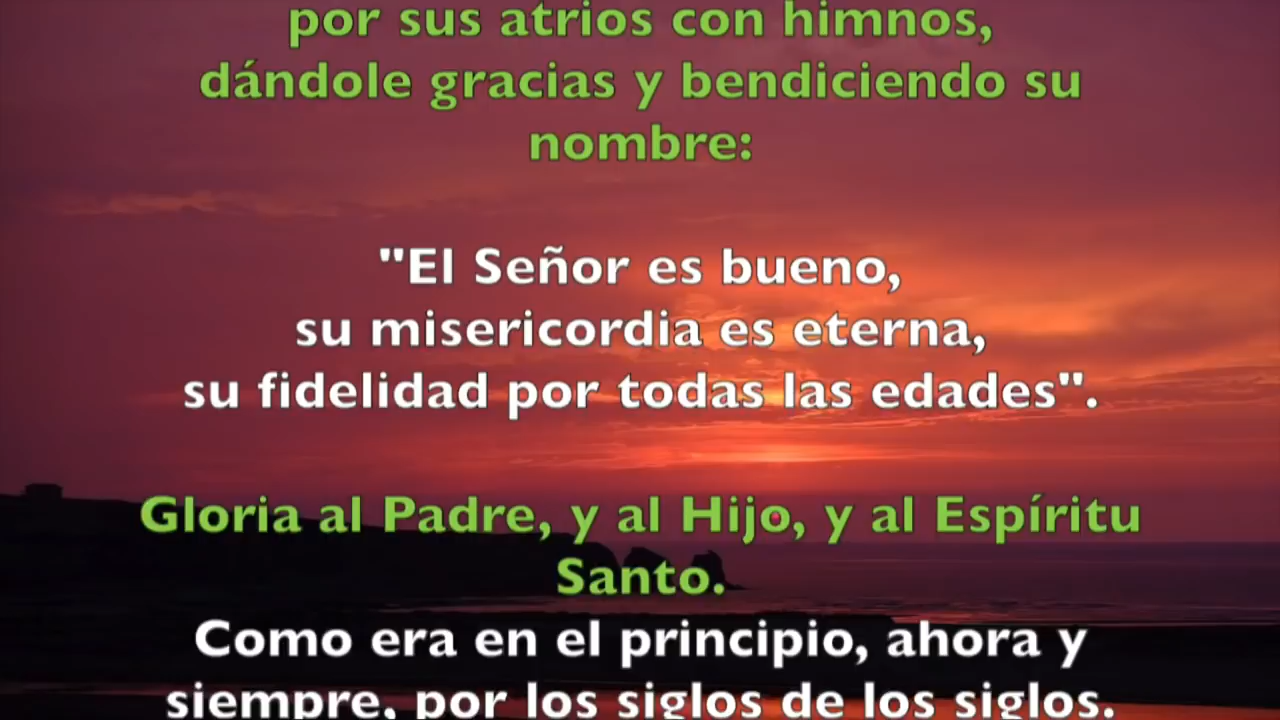 por sus atrios con himnos,
dándole gracias y bendiciendo su
nombre:
"El Señor es bueno,
su misericordia es eterna,
su fidelidad por todas las edades".
Gloria al Padre, y al Hijo, y al Espíritu
Santo.
Como era en el principio, ahora y
siempre, por los siglos de los siglos.